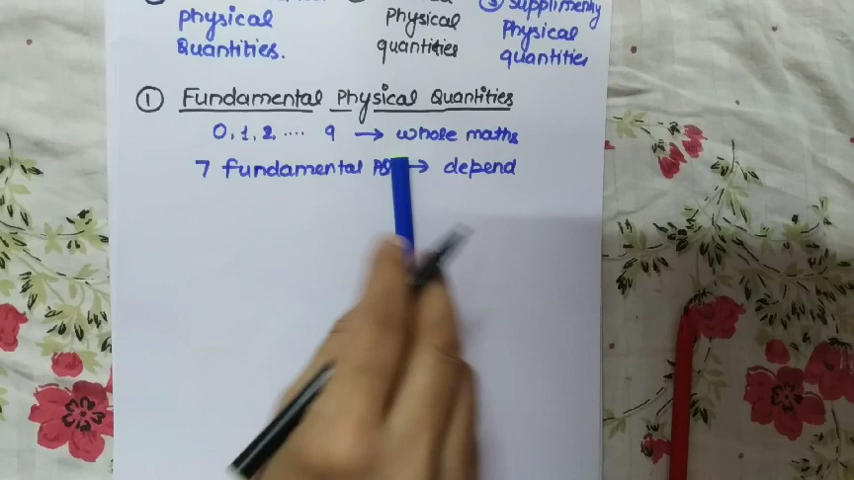 ③ Supplimentry
physical Physical Physical
Quantities. quantities quantities
① Fundamental Physical Quantities
0, 1, 2 .... 9 → whole maths
7 fundamental → depend